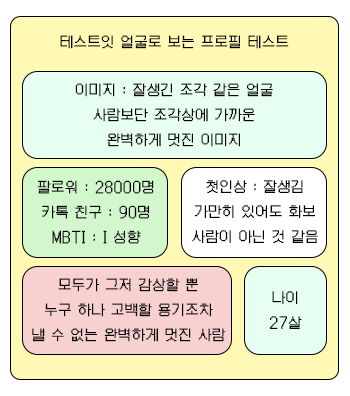 테스트잇 얼굴로 보는 프로필 테스트
이미지 : 잘생긴 조각 같은 얼굴
사람보단 조각상에 가까운
완벽하게 멋진 이미지
팔로워 : 28000명
카톡 친구 : 90명
MBTI : I 성향
첫인상 : 잘생김
가만히 있어도 화보
사람이 아닌 것 같음
모두가 그저 감상할 뿐
누구 하나 고백할 용기조차
낼 수 없는 완벽하게 멋진 사람
나이
27살